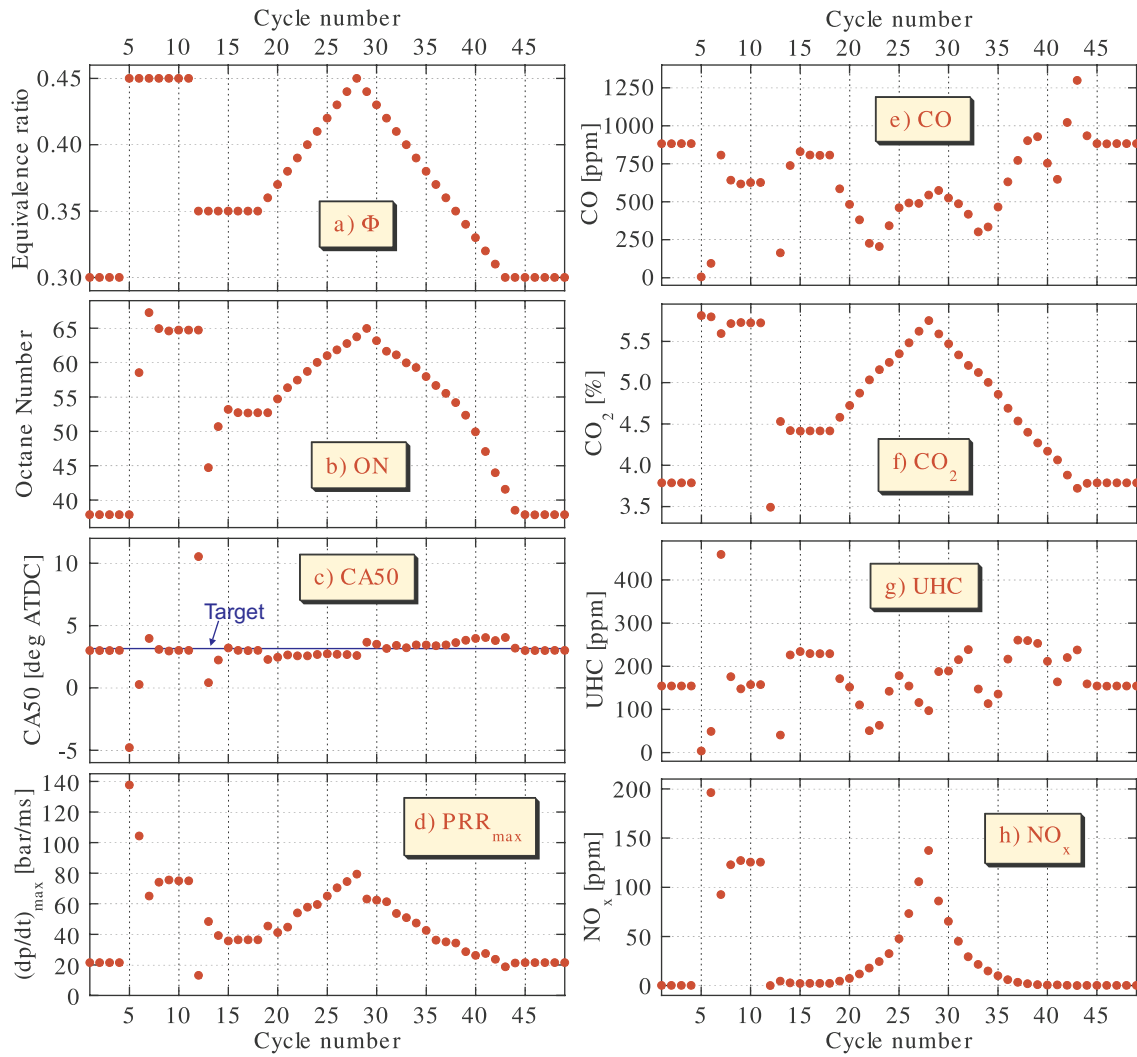 Cycle number
5 10 15 20 25 30 35 40 45
Equivalence ratio
0.45
0.40
0.35
0.30
a) Φ
Octane Number
65
60
55
50
45
40
b) ON
CA50 [deg ATDC]
10
5
0
-5
c) CA50
Target
(dp/dt)max [bar/ms]
140
120
100
80
60
40
20
0
d) PRRmax
5 10 15 20 25 30 35 40 45
Cycle number
Cycle number
5 10 15 20 25 30 35 40 45
CO [ppm]
1250
1000
750
500
250
0
e) CO
CO2 [%]
5.5
5.0
4.5
4.0
3.5
f) CO2
UHC [ppm]
400
300
200
100
0
g) UHC
NOx [ppm]
200
150
100
50
0
h) NOx
5 10 15 20 25 30 35 40 45
Cycle number